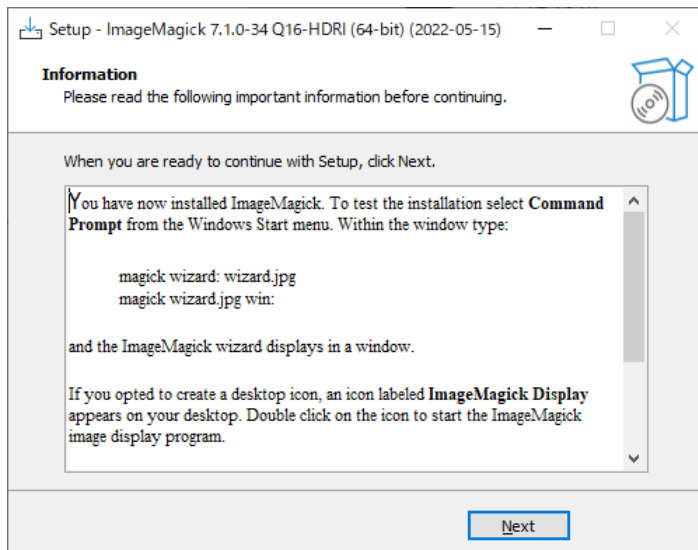 Setup - ImageMagick 7.1.0-34 Q16-HDRI (64-bit) (2022-05-15)
Information
Please read the following important information before continuing.
When you are ready to continue with Setup, click Next.
You have now installed ImageMagick. To test the installation select Command
Prompt from the Windows Start menu. Within the window type:
magick wizard: wizard.jpg
magick wizard.jpg win:
and the ImageMagick wizard displays in a window.
If you opted to create a desktop icon, an icon labeled ImageMagick Display
appears on your desktop. Double click on the icon to start the ImageMagick
image display program.
Next